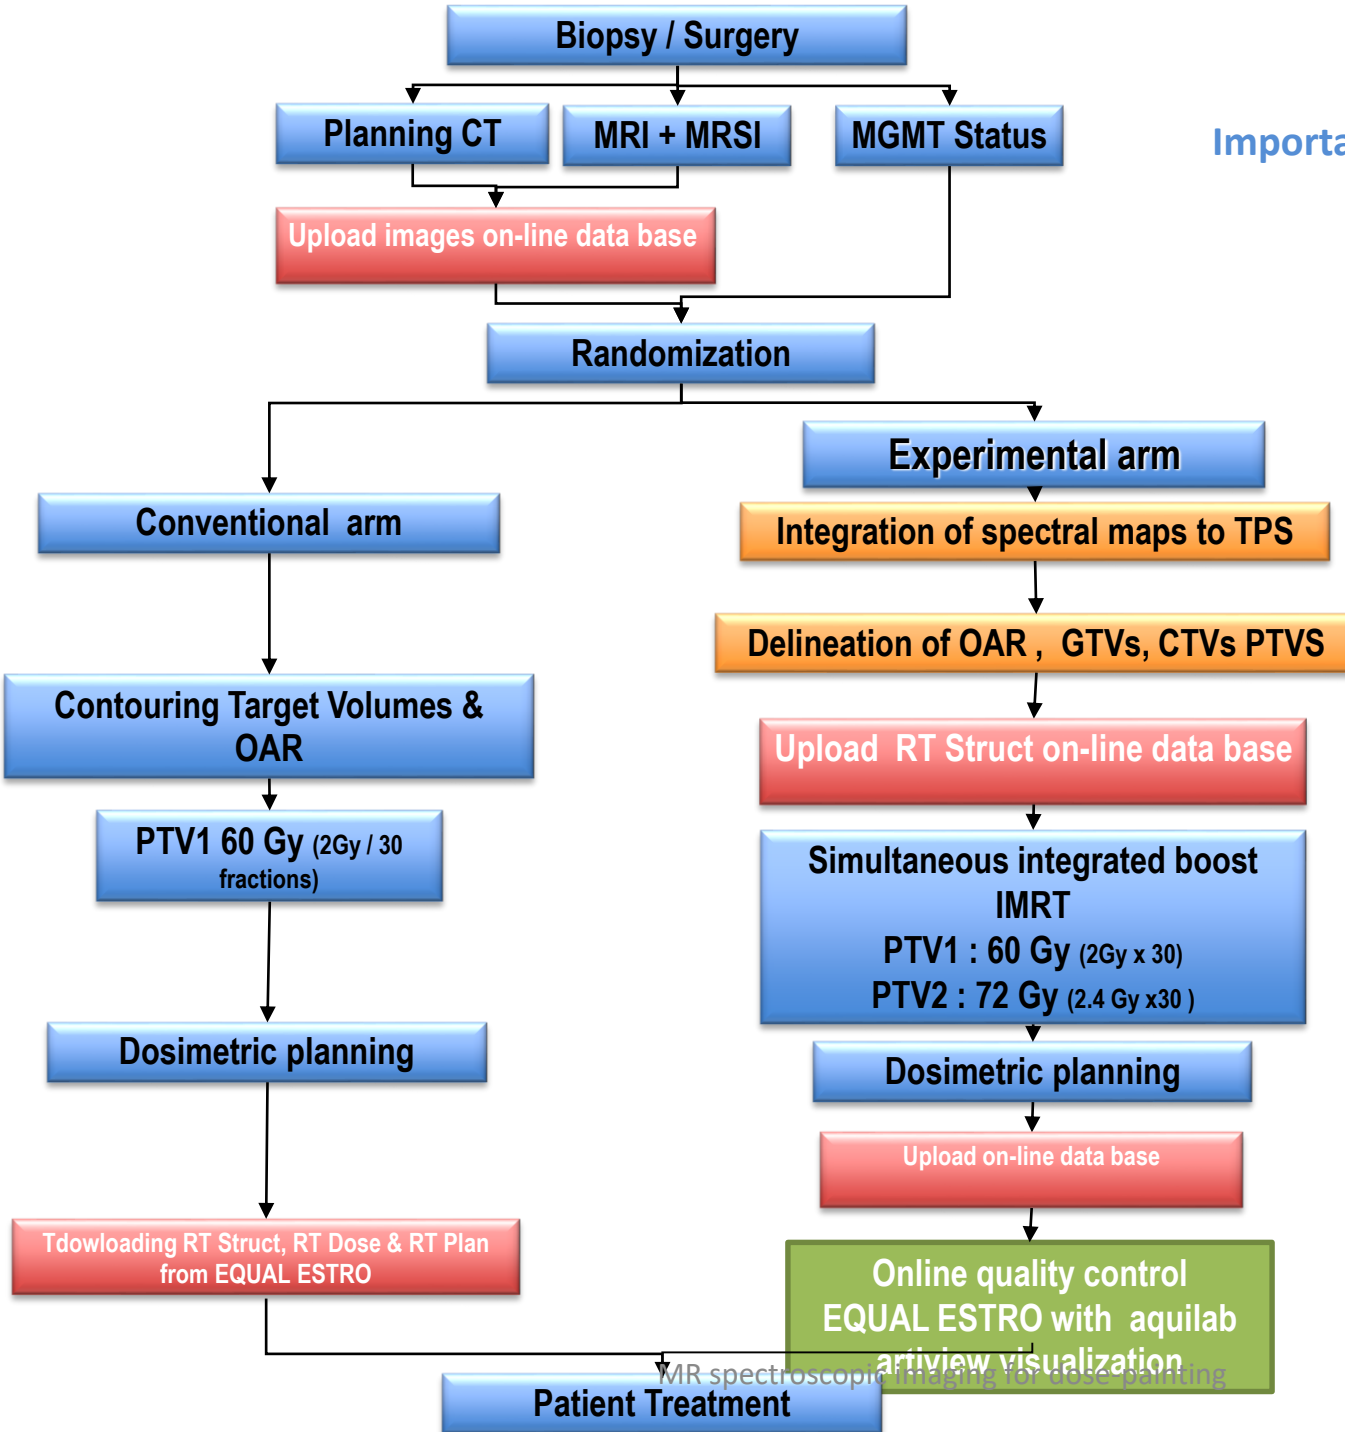 Biopsy / Surgery
Planning CT
MRI + MRSI
MGMT Status
Importa
Upload images on-line data base
Randomization
Conventional arm
Contouring Target Volumes &
OAR
PTV1 60 Gy (2Gy / 30
fractions)
Dosimetric planning
Tdowloading RT Struct, RT Dose & RT Plan
from EQUAL ESTRO
Experimental arm
Integration of spectral maps to TPS
Delineation of OAR , GTVs, CTVs PTVS
Upload RT Struct on-line data base
Simultaneous integrated boost
IMRT
PTV1 : 60 Gy (2Gy x 30)
PTV2 : 72 Gy (2.4 Gy x30 )
Dosimetric planning
Upload on-line data base
Online quality control
EQUAL ESTRO with aquilab
artiview visualization
MR spectroscopic imaging for dose-painting
Patient Treatment